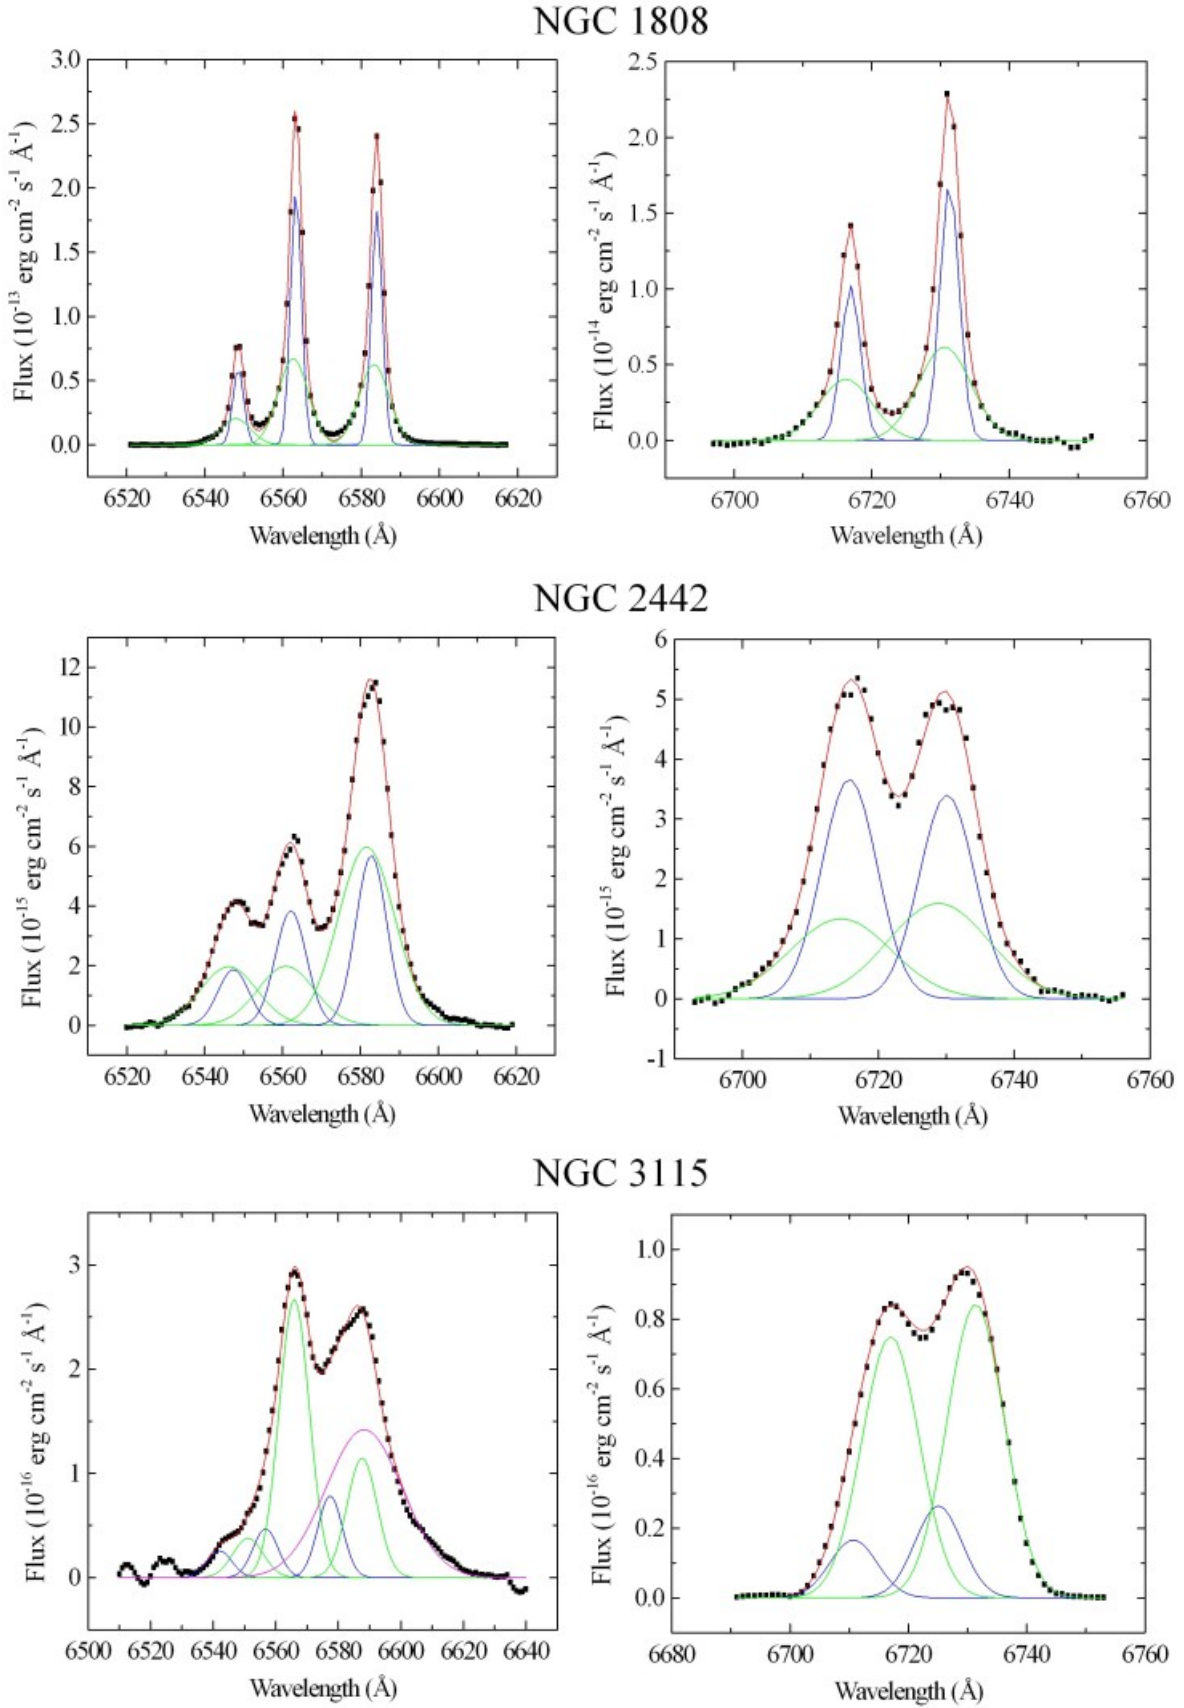 NGC 1808
3.0
2.5
2.0
1.5
1.0
0.5
0.0
Flux (10⁻¹³ erg cm⁻² s⁻¹ Å⁻¹)
6520 6540 6560 6580 6600 6620
Wavelength (Å)
2.5
2.0
1.5
1.0
0.5
0.0
Flux (10⁻¹⁴ erg cm⁻² s⁻¹ Å⁻¹)
6700 6720 6740 6760
Wavelength (Å)
NGC 2442
12
10
8
6
4
2
0
Flux (10⁻¹⁵ erg cm⁻² s⁻¹ Å⁻¹)
6520 6540 6560 6580 6600 6620
Wavelength (Å)
6
5
4
3
2
1
0
-1
Flux (10⁻¹⁵ erg cm⁻² s⁻¹ Å⁻¹)
6700 6720 6740 6760
Wavelength (Å)
NGC 3115
3
2
1
0
Flux (10⁻¹⁶ erg cm⁻² s⁻¹ Å⁻¹)
6500 6520 6540 6560 6580 6600 6620 6640
Wavelength (Å)
1.0
0.8
0.6
0.4
0.2
0.0
Flux (10⁻¹⁶ erg cm⁻² s⁻¹ Å⁻¹)
6680 6700 6720 6740 6760
Wavelength (Å)